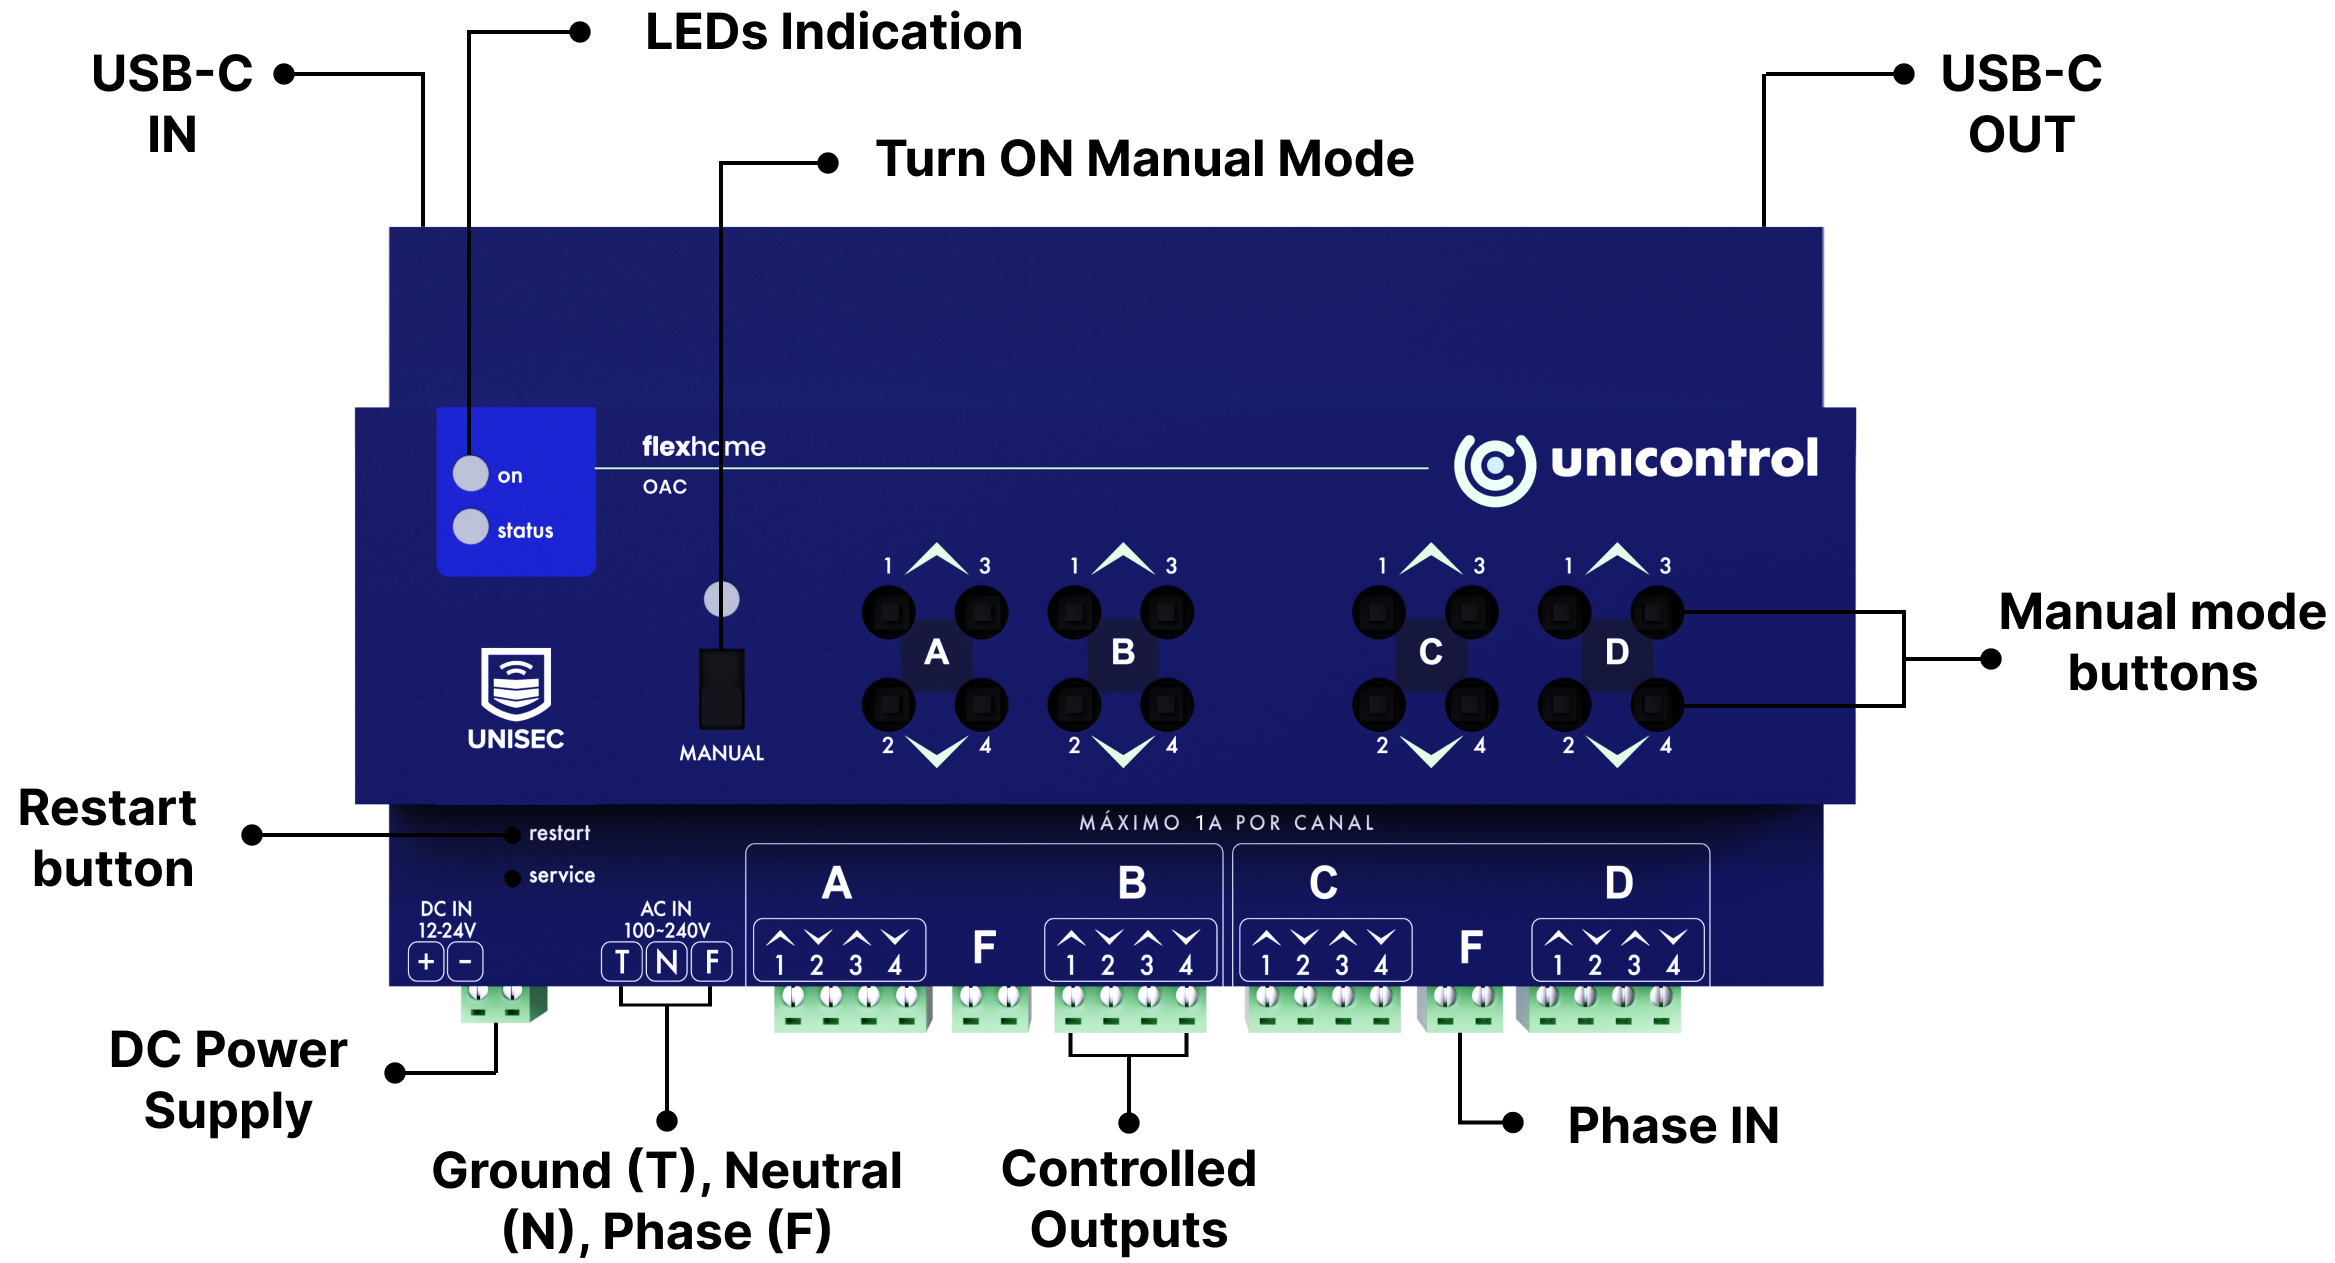 LEDs Indication
USB-C
IN
USB-C
OUT
Turn ON Manual Mode
flexhome
OAC
unicontrol
on
status
1 3 1 3 1 3 1 3
A B C D
2 4 2 4 2 4 2 4
UNISEC
MANUAL
Manual mode
buttons
Restart
button
restart
service
MÁXIMO 1A POR CANAL
A B C D
DC IN
12-24V
+ -
AC IN
100~240V
T N F
1 2 3 4
F
1 2 3 4
1 2 3 4
F
1 2 3 4
DC Power
Supply
Ground (T), Neutral
(N), Phase (F)
Controlled
Outputs
Phase IN